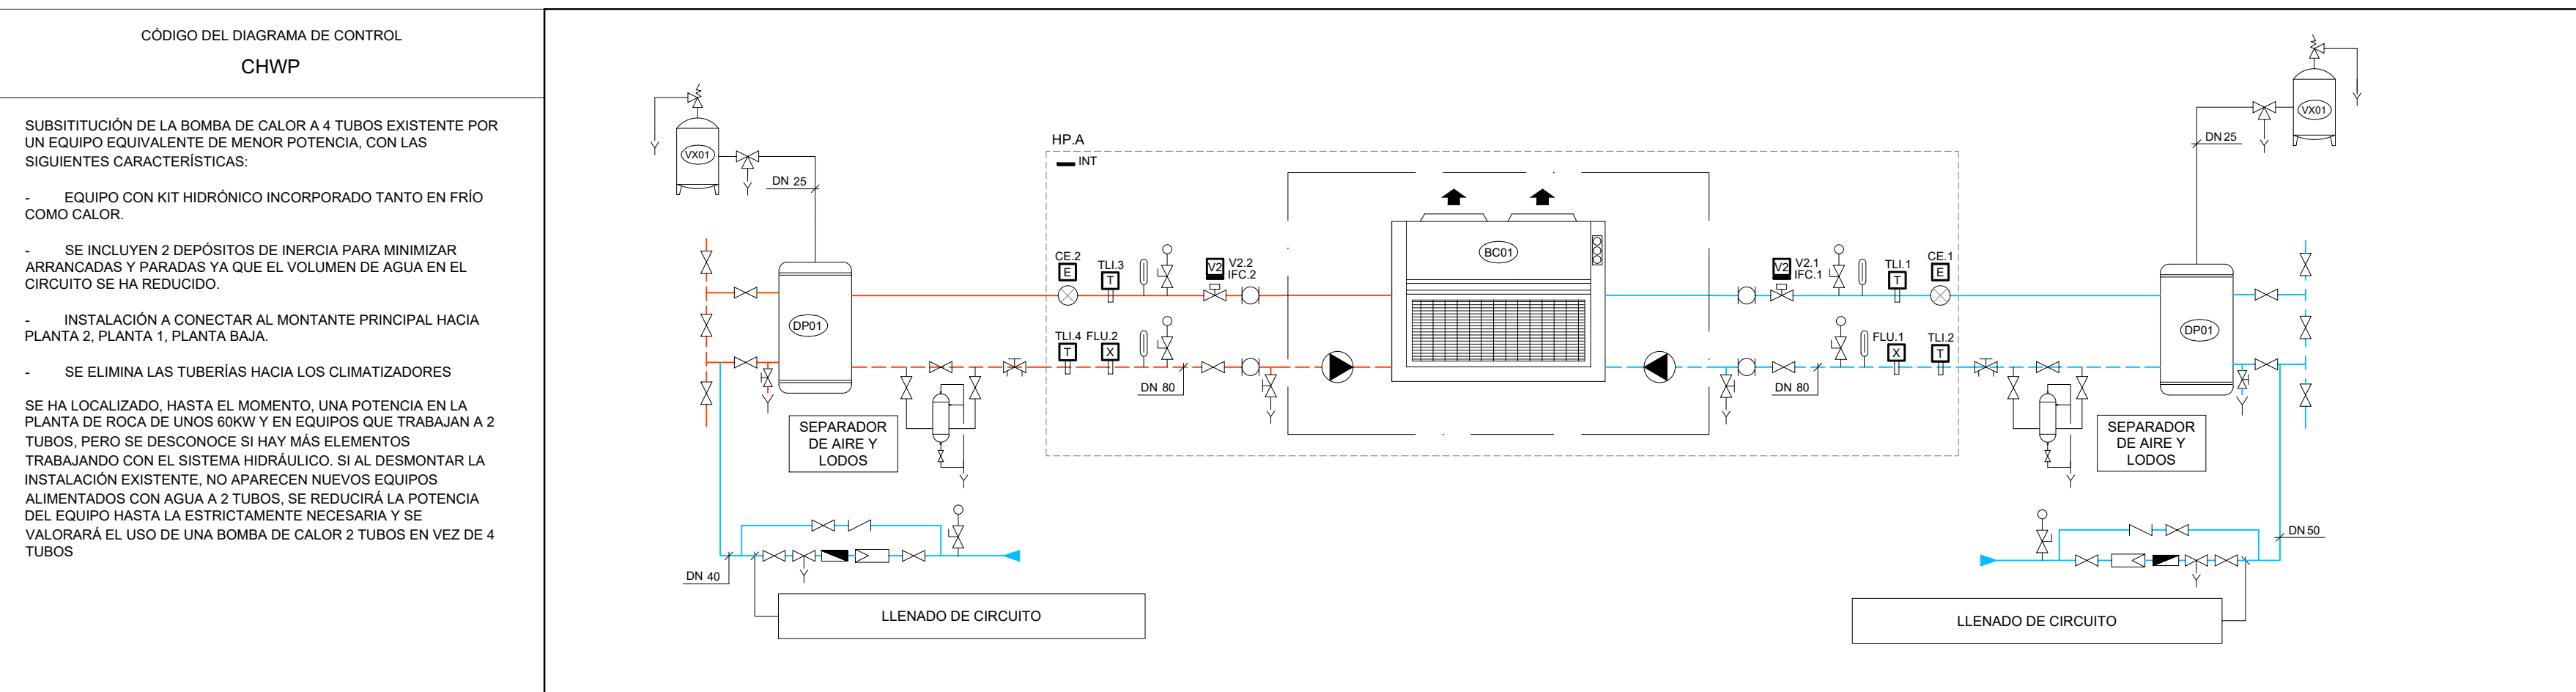 CÓDIGO DEL DIAGRAMA DE CONTROL
CHWP
SUBSITITUCIÓN DE LA BOMBA DE CALOR A 4 TUBOS EXISTENTE POR
UN EQUIPO EQUIVALENTE DE MENOR POTENCIA, CON LAS
SIGUIENTES CARACTERÍSTICAS:
- EQUIPO CON KIT HIDRÓNICO INCORPORADO TANTO EN FRÍO
COMO CALOR.
- SE INCLUYEN 2 DEPÓSITOS DE INERCIA PARA MINIMIZAR
ARRANCADAS Y PARADAS YA QUE EL VOLUMEN DE AGUA EN EL
CIRCUITO SE HA REDUCIDO.
- INSTALACIÓN A CONECTAR AL MONTANTE PRINCIPAL HACIA
PLANTA 2, PLANTA 1, PLANTA BAJA.
- SE ELIMINA LAS TUBERÍAS HACIA LOS CLIMATIZADORES
SE HA LOCALIZADO, HASTA EL MOMENTO, UNA POTENCIA EN LA
PLANTA DE ROCA DE UNOS 60KW Y EN EQUIPOS QUE TRABAJAN A 2
TUBOS, PERO SE DESCONOCE SI HAY MÁS ELEMENTOS
TRABAJANDO CON EL SISTEMA HIDRÁULICO. SI AL DESMONTAR LA
INSTALACIÓN EXISTENTE, NO APARECEN NUEVOS EQUIPOS
ALIMENTADOS CON AGUA A 2 TUBOS, SE REDUCIRÁ LA POTENCIA
DEL EQUIPO HASTA LA ESTRICTAMENTE NECESARIA Y SE
VALORARÁ EL USO DE UNA BOMBA DE CALOR 2 TUBOS EN VEZ DE 4
TUBOS
VX01
DN 25
DP01
SEPARADOR
DE AIRE Y
LODOS
DN 40
LLENADO DE CIRCUITO
HP.A
INT
CE.2
E
TLI.3
T
V2
V2.2
IFC.2
TLI.4
T
FLU.2
X
DN 80
BC01
V2
V2.1
IFC.1
TLI.1
T
CE.1
E
FLU.1
X
TLI.2
T
DN 80
VX01
DN 25
DP01
SEPARADOR
DE AIRE Y
LODOS
DN 50
LLENADO DE CIRCUITO